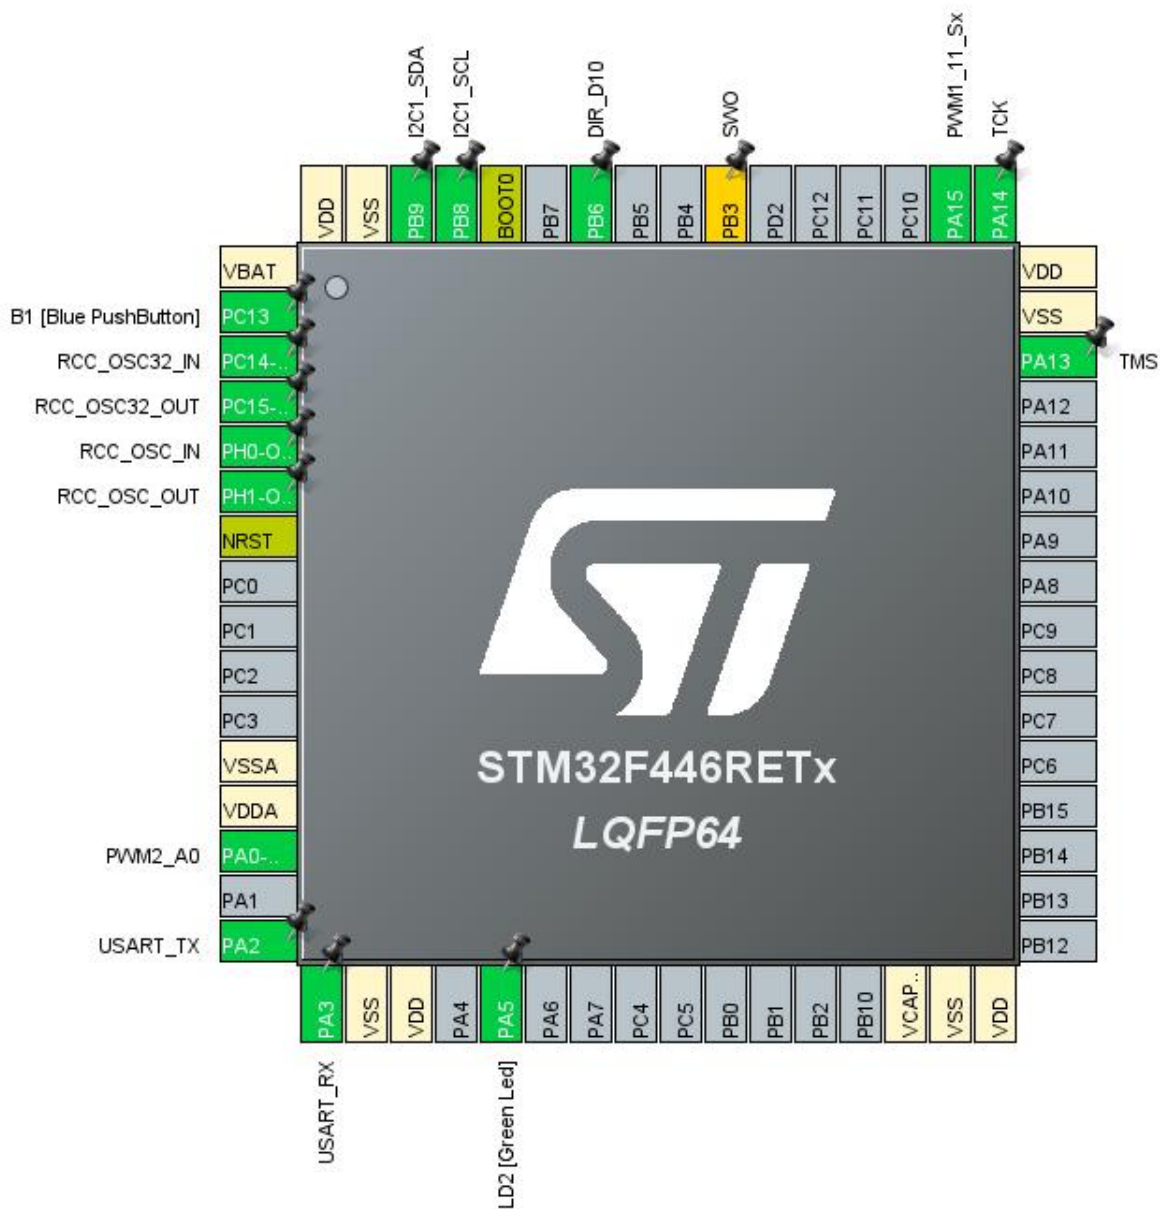 I2C1_SDA
I2C1_SCL
DIR_D10
SWO
PWM1_11_Sx
TCK
VDD
VSS
PB9
PB8
BOOT0
PB7
PB6
PB5
PB4
PB3
PD2
PC12
PC11
PC10
PA15
PA14
VBAT
B1 [Blue PushButton] PC13
RCC_OSC32_IN PC14-..
RCC_OSC32_OUT PC15-..
RCC_OSC_IN PH0-O..
RCC_OSC_OUT PH1-O..
NRST
PC0
PC1
PC2
PC3
VSSA
VDDA
PWM2_A0 PA0-..
PA1
USART_TX PA2
STM32F446RETx
LQFP64
VDD
VSS
PA13 TMS
PA12
PA11
PA10
PA9
PA8
PC9
PC8
PC7
PC6
PB15
PB14
PB13
PB12
PA3
VSS
VDD
PA4
PA5
PA6
PA7
PC4
PC5
PB0
PB1
PB2
PB10
VCAP..
VSS
VDD
USART_RX
LD2 [Green Led]